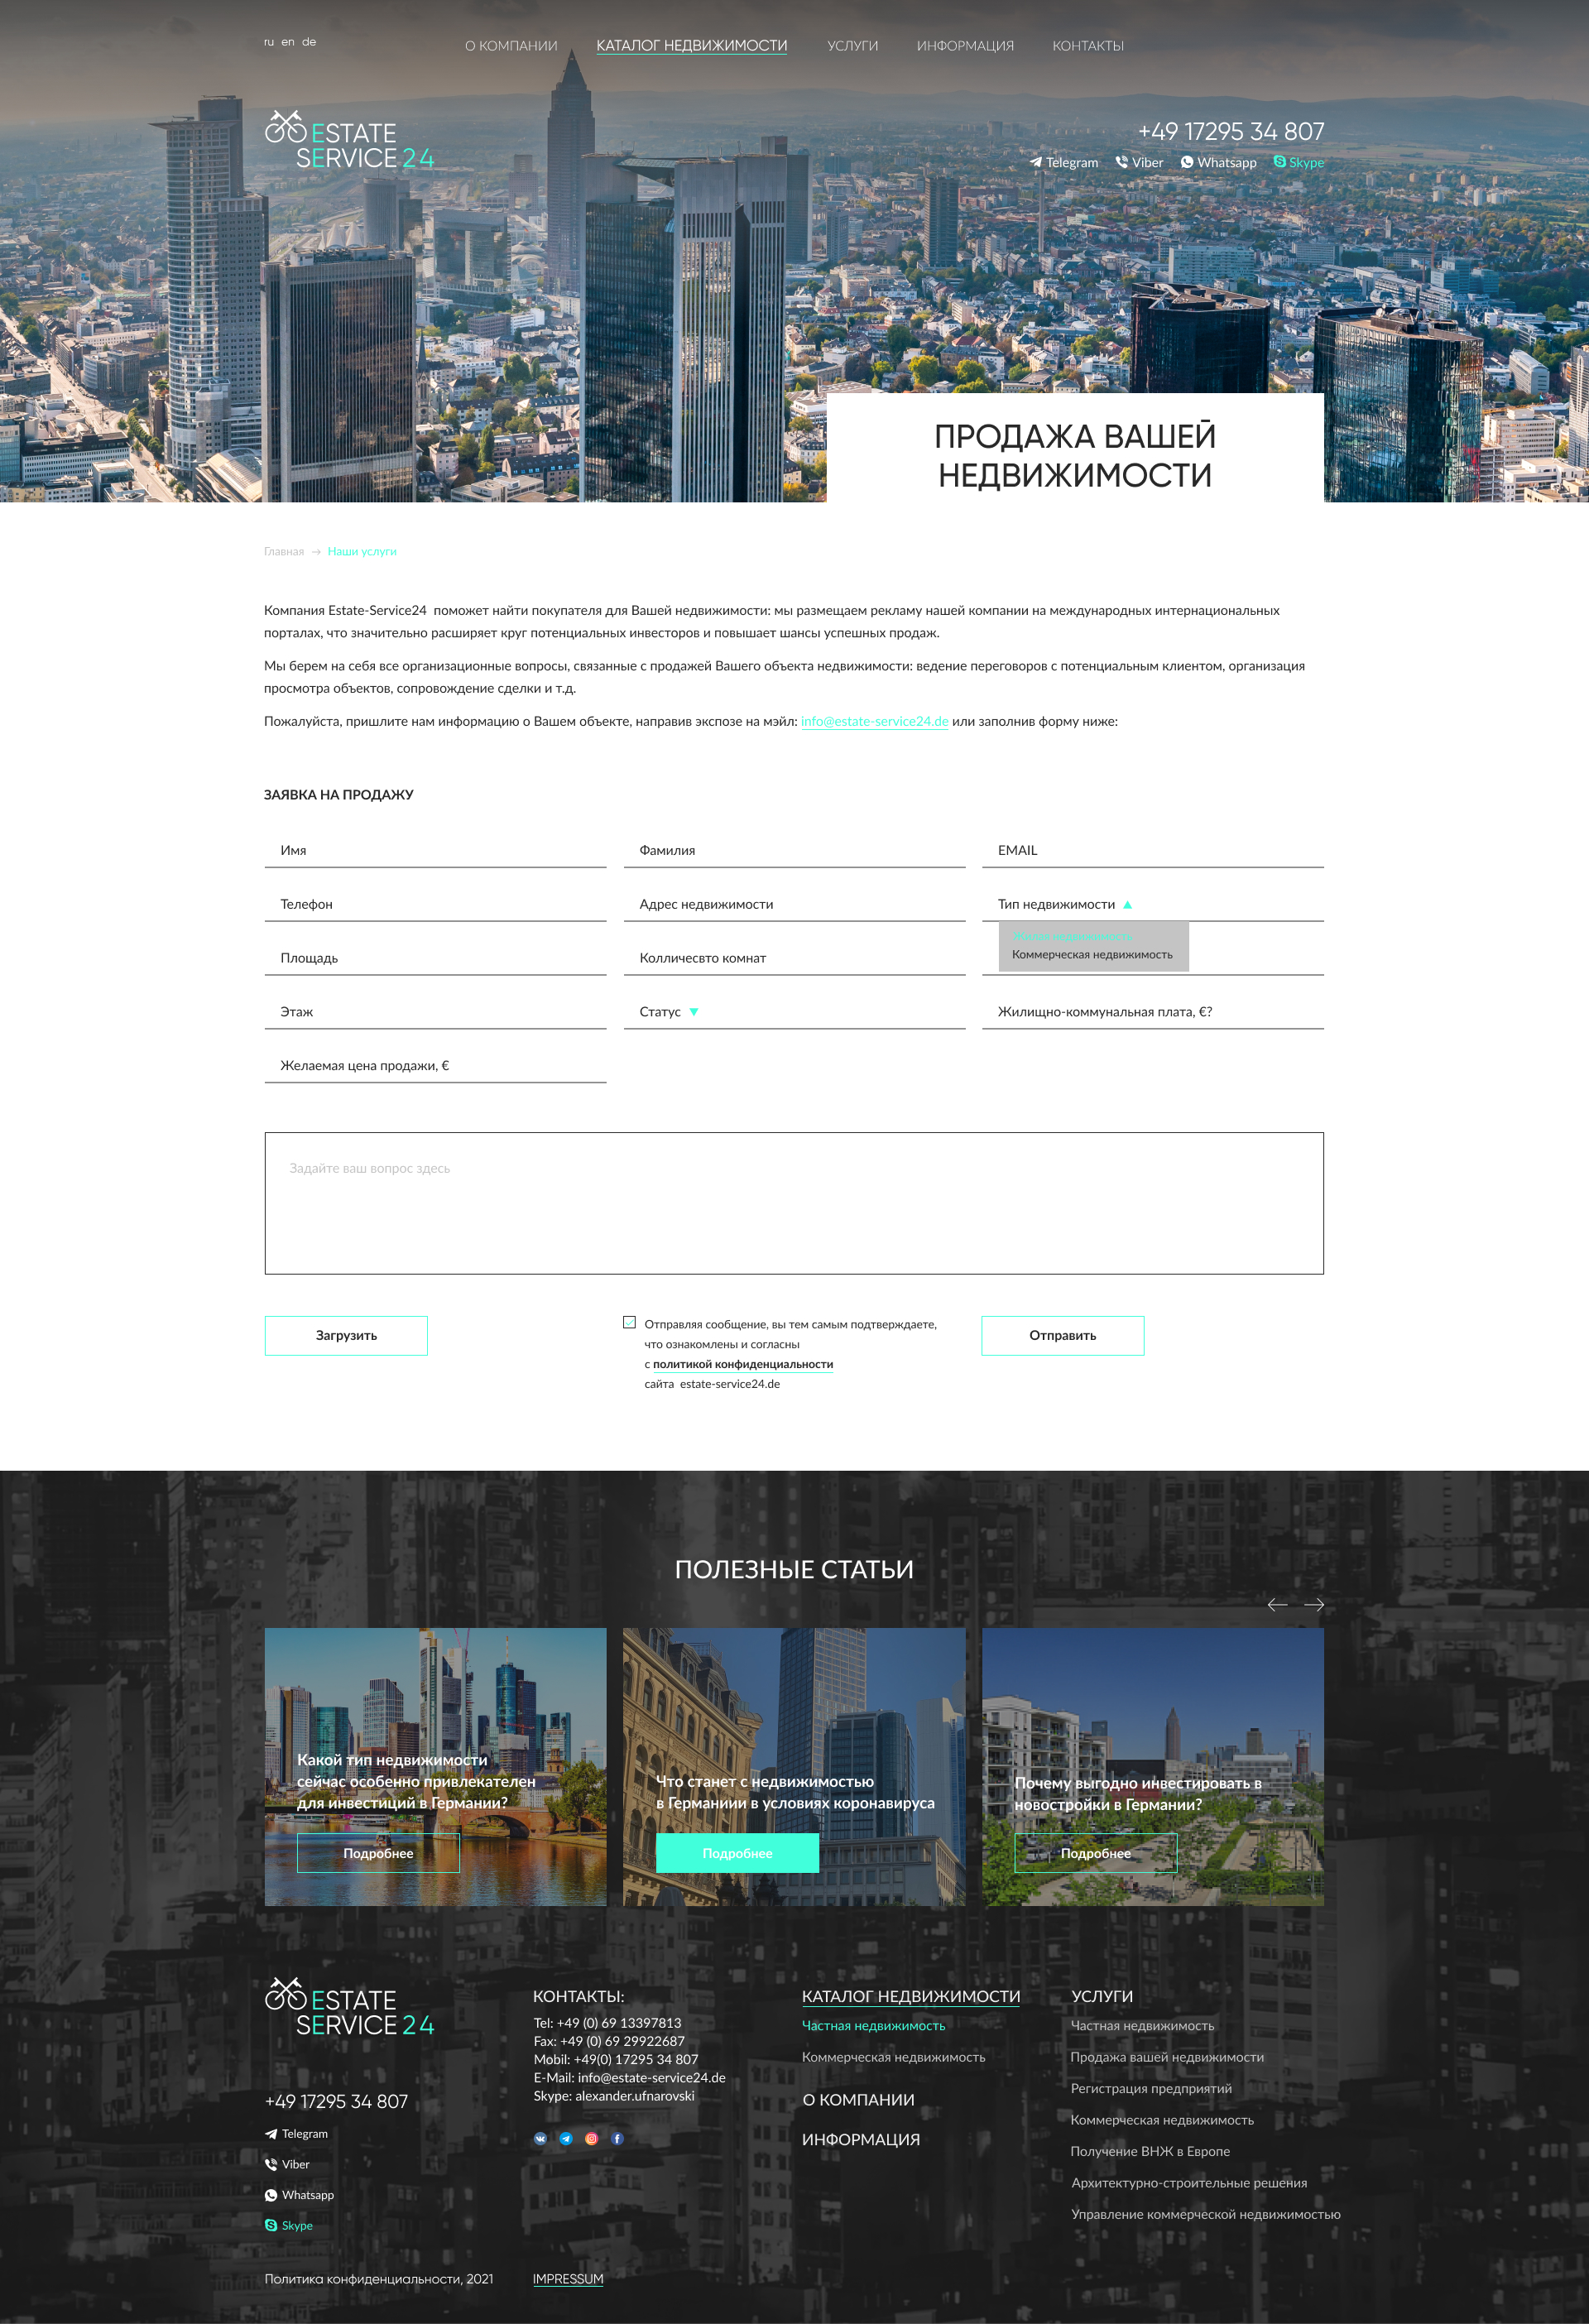 ru en de
О КОМПАНИИ КАТАЛОГ НЕДВИЖИМОСТИ УСЛУГИ ИНФОРМАЦИЯ КОНТАКТЫ
ESTATE
SERVICE 24
+49 17295 34 807
Telegram Viber Whatsapp Skype
ПРОДАЖА ВАШЕЙ
НЕДВИЖИМОСТИ
Главная → Наши услуги
Компания Estate-Service24 поможет найти покупателя для Вашей недвижимости: мы размещаем рекламу нашей компании на международных интернациональных
порталах, что значительно расширяет круг потенциальных инвесторов и повышает шансы успешных продаж.
Мы берем на себя все организационные вопросы, связанные с продажей Вашего объекта недвижимости: ведение переговоров с потенциальным клиентом, организация
просмотра объектов, сопровождение сделки и т.д.
Пожалуйста, пришлите нам информацию о Вашем объекте, направив экспозе на мэйл: info@estate-service24.de или заполнив форму ниже:
ЗАЯВКА НА ПРОДАЖУ
Имя Фамилия EMAIL
Телефон Адрес недвижимости Тип недвижимости
Жилая недвижимость
Коммерческая недвижимость
Площадь Колличесвто комнат
Этаж Статус Жилищно-коммунальная плата, €?
Желаемая цена продажи, €
Задайте ваш вопрос здесь
Загрузить
Отправляя сообщение, вы тем самым подтверждаете,
что ознакомлены и согласны
с политикой конфиденциальности
сайта estate-service24.de
Отправить
ПОЛЕЗНЫЕ СТАТЬИ
Какой тип недвижимости
сейчас особенно привлекателен
для инвестиций в Германии?
Подробнее
Что станет с недвижимостью
в Германиии в условиях коронавируса
Подробнее
Почему выгодно инвестировать в
новостройки в Германии?
Подробнее
ESTATE
SERVICE 24
+49 17295 34 807
Telegram
Viber
Whatsapp
Skype
КОНТАКТЫ:
Tel: +49 (0) 69 13397813
Fax: +49 (0) 69 29922687
Mobil: +49(0) 17295 34 807
E-Mail: info@estate-service24.de
Skype: alexander.ufnarovski
КАТАЛОГ НЕДВИЖИМОСТИ
Частная недвижимость
Коммерческая недвижимость
О КОМПАНИИ
ИНФОРМАЦИЯ
УСЛУГИ
Частная недвижимость
Продажа вашей недвижимости
Регистрация предприятий
Коммерческая недвижимость
Получение ВНЖ в Европе
Архитектурно-строительные решения
Управление коммерческой недвижимостью
Политика конфиденциальности, 2021
IMPRESSUM